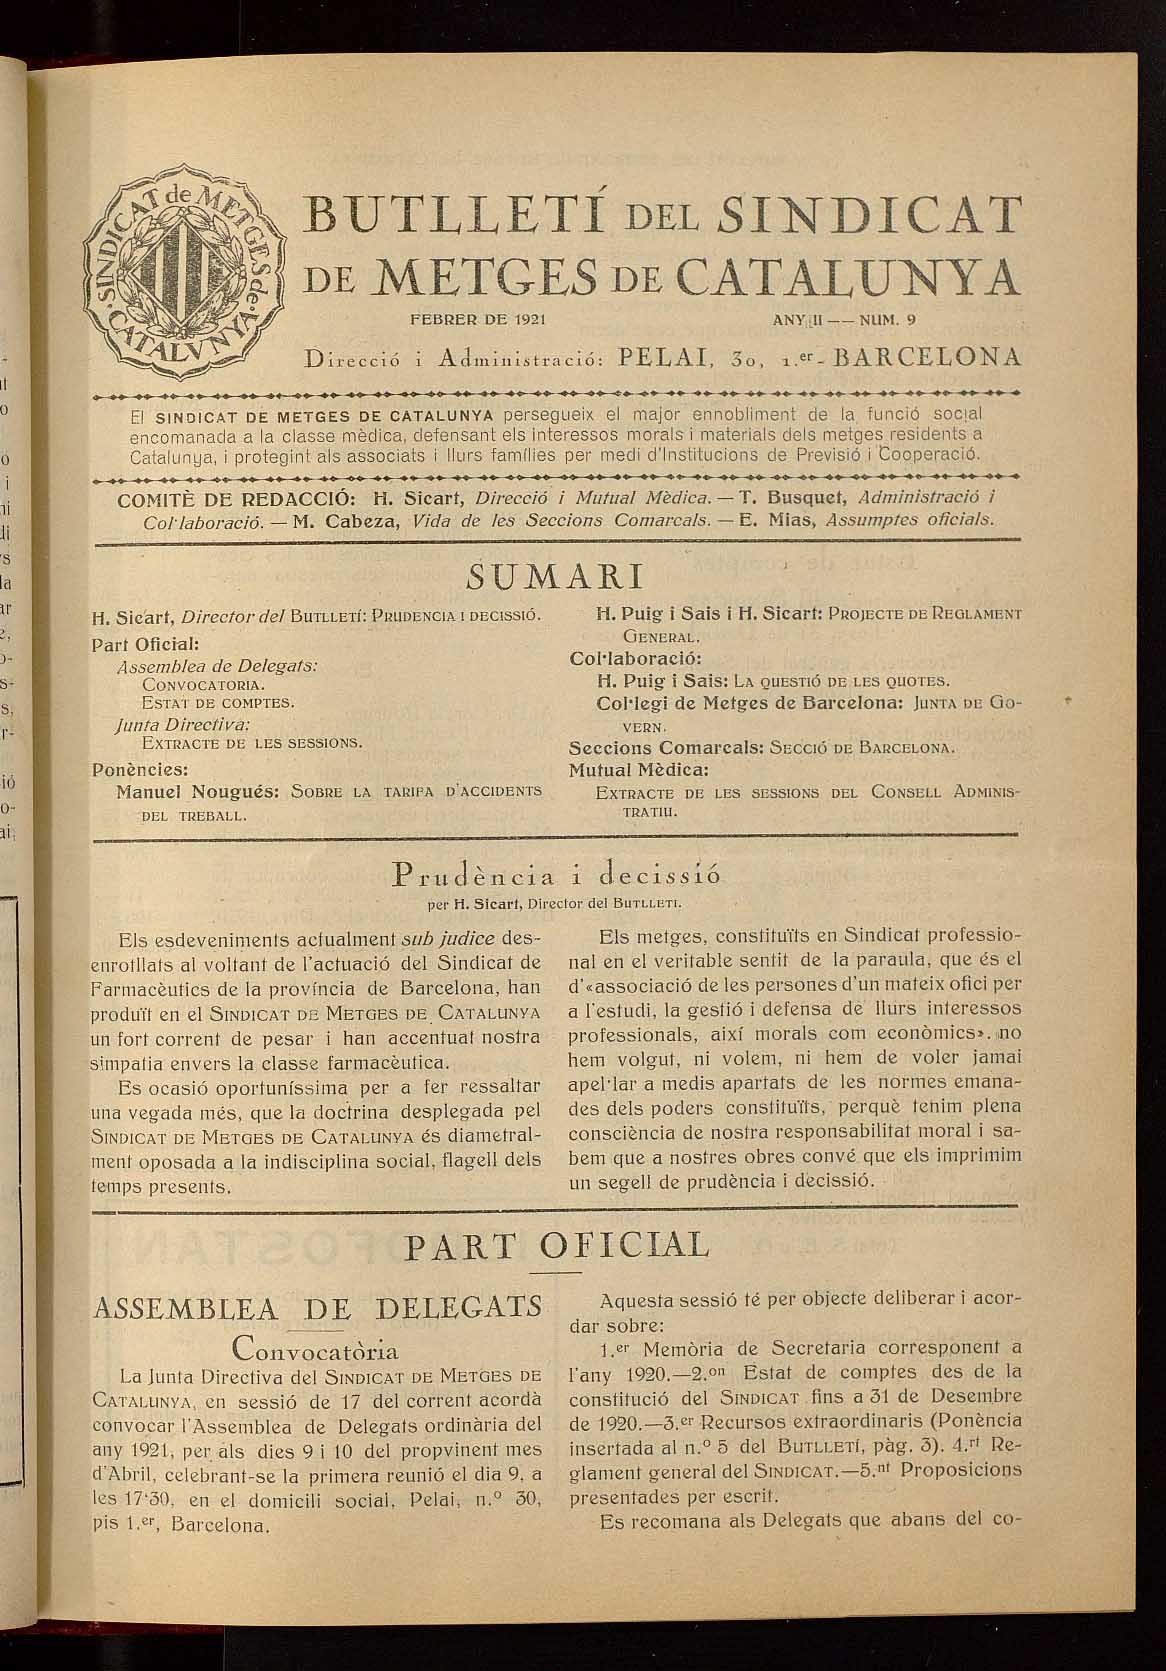 SINDICAT de METGES de CATALVNYA
BUTLLETÍ DEL SINDICAT
DE METGES DE CATALUNYA
FEBRER DE 1921
ANY II —— NUM. 9
Direcció i Administració: PELAI, 30, 1.er - BARCELONA
El SINDICAT DE METGES DE CATALUNYA persegueix el major ennobliment de la funció social
encomanada a la classe mèdica, defensant els interessos morals i materials dels metges residents a
Catalunya, i protegint als associats i llurs famílies per medi d'Institucions de Previsió i Cooperació.
COMITÈ DE REDACCIÓ: H. Sicart, Direcció i Mutual Mèdica. — T. Busquet, Administració i
Col·laboració. — M. Cabeza, Vida de les Seccions Comarcals. — E. Mias, Assumptes oficials.
SUMARI
H. Sicart, Director del BUTLLETÍ: PRUDENCIA I DECISSIÓ.
Part Oficial:
Assemblea de Delegats:
CONVOCATORIA.
ESTAT DE COMPTES.
Junta Directiva:
EXTRACTE DE LES SESSIONS.
Ponències:
Manuel Nougués: SOBRE LA TARIFA D'ACCIDENTS
DEL TREBALL.
H. Puig i Sais i H. Sicart: PROJECTE DE REGLAMENT
GENERAL.
Col·laboració:
H. Puig i Sais: LA QUESTIÓ DE LES QUOTES.
Col·legi de Metges de Barcelona: JUNTA DE GO-
VERN.
Seccions Comarcals: SECCIÓ DE BARCELONA.
Mutual Mèdica:
EXTRACTE DE LES SESSIONS DEL CONSELL ADMINIS-
TRATIU.
Prudència i decissió
per H. Sicart, Director del BUTLLETI.
Els esdeveniments actualment sub judice des-
enrotllats al voltant de l'actuació del Sindicat de
Farmacèutics de la província de Barcelona, han
produït en el SINDICAT DE METGES DE CATALUNYA
un fort corrent de pesar i han accentuat nostra
simpatia envers la classe farmacèutica.
Es ocasió oportuníssima per a fer ressaltar
una vegada més, que la doctrina desplegada pel
SINDICAT DE METGES DE CATALUNYA és diametral-
ment oposada a la indisciplina social, flagell dels
temps presents.
Els metges, constituïts en Sindicat professio-
nal en el veritable sentit de la paraula, que és el
d'«associació de les persones d'un mateix ofici per
a l'estudi, la gestió i defensa de llurs interessos
professionals, així morals com econòmics». no
hem volgut, ni volem, ni hem de voler jamai
apel·lar a medis apartats de les normes emana-
des dels poders constituïts, perquè tenim plena
consciència de nostra responsabilitat moral i sa-
bem que a nostres obres convé que els imprimim
un segell de prudència i decissió.
PART OFICIAL
ASSEMBLEA DE DELEGATS
Convocatòria
La Junta Directiva del SINDICAT DE METGES DE
CATALUNYA, en sessió de 17 del corrent acordà
convocar l'Assemblea de Delegats ordinària del
any 1921, per als dies 9 i 10 del propvinent mes
d'Abril, celebrant-se la primera reunió el dia 9, a
les 17'30, en el domicili social, Pelai, n.º 30,
pis 1.er, Barcelona.
Aquesta sessió té per objecte deliberar i acor-
dar sobre:
1.er Memòria de Secretaria corresponent a
l'any 1920.—2.on Estat de comptes des de la
constitució del SINDICAT fins a 31 de Desembre
de 1920.—3.er Recursos extraordinaris (Ponència
insertada al n.º 5 del BUTLLETÍ, pàg. 3). 4.rt Re-
glament general del SINDICAT.—5.nt Proposicions
presentades per escrit.
Es recomana als Delegats que abans del co-